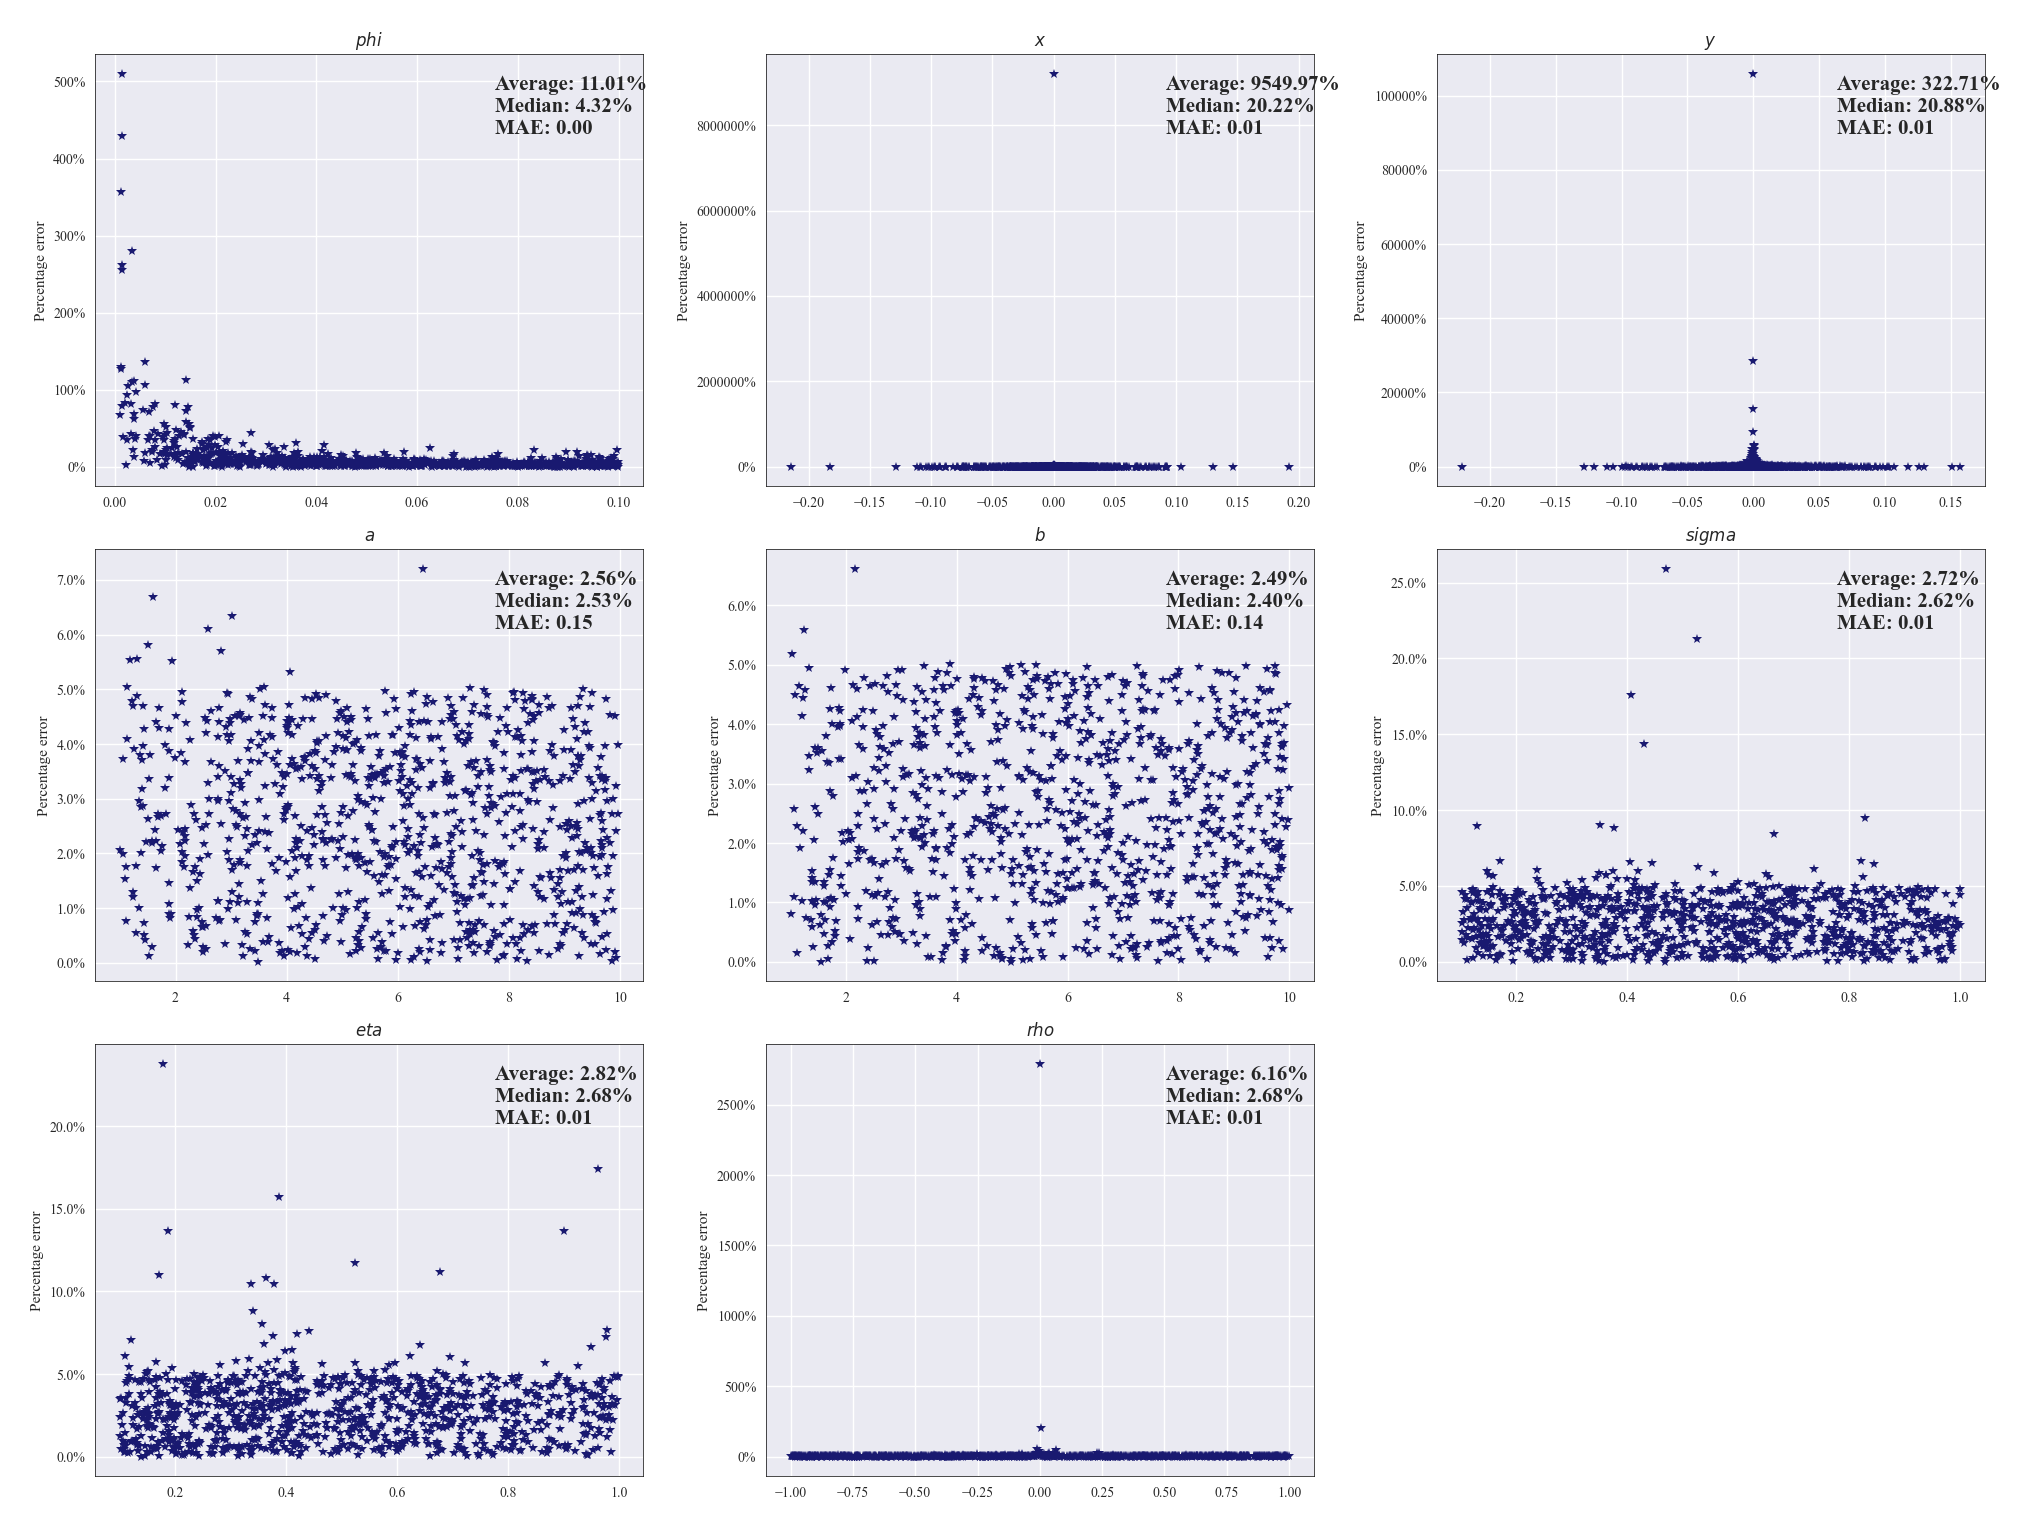 phi
Average: 11.01%
Median: 4.32%
MAE: 0.00
500%
400%
300%
200%
100%
0%
Percentage error
0.00 0.02 0.04 0.06 0.08 0.10
x
Average: 9549.97%
Median: 20.22%
MAE: 0.01
8000000%
6000000%
4000000%
2000000%
0%
Percentage error
−0.20 −0.15 −0.10 −0.05 0.00 0.05 0.10 0.15 0.20
y
Average: 322.71%
Median: 20.88%
MAE: 0.01
100000%
80000%
60000%
40000%
20000%
0%
Percentage error
−0.20 −0.15 −0.10 −0.05 0.00 0.05 0.10 0.15
a
Average: 2.56%
Median: 2.53%
MAE: 0.15
7.0%
6.0%
5.0%
4.0%
3.0%
2.0%
1.0%
0.0%
Percentage error
2 4 6 8 10
b
Average: 2.49%
Median: 2.40%
MAE: 0.14
6.0%
5.0%
4.0%
3.0%
2.0%
1.0%
0.0%
Percentage error
2 4 6 8 10
sigma
Average: 2.72%
Median: 2.62%
MAE: 0.01
25.0%
20.0%
15.0%
10.0%
5.0%
0.0%
Percentage error
0.2 0.4 0.6 0.8 1.0
eta
Average: 2.82%
Median: 2.68%
MAE: 0.01
20.0%
15.0%
10.0%
5.0%
0.0%
Percentage error
0.2 0.4 0.6 0.8 1.0
rho
Average: 6.16%
Median: 2.68%
MAE: 0.01
2500%
2000%
1500%
1000%
500%
0%
Percentage error
−1.00 −0.75 −0.50 −0.25 0.00 0.25 0.50 0.75 1.00